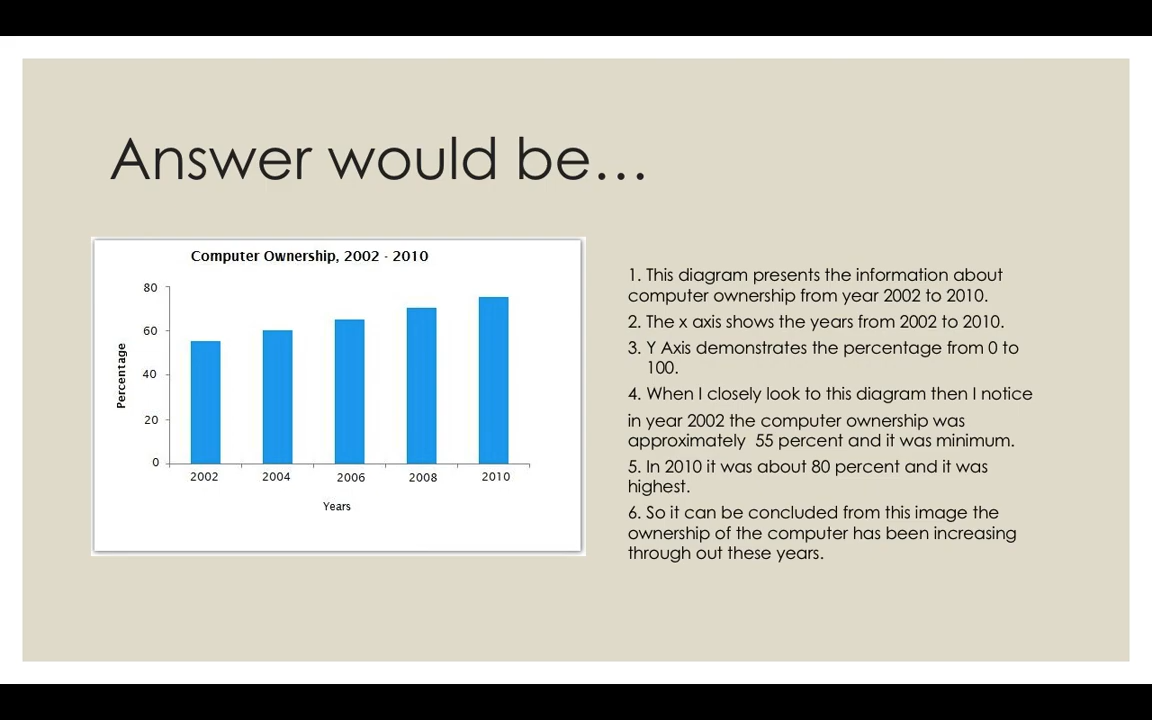 Answer would be...
Computer Ownership, 2002 - 2010
80
60
40
20
0
Percentage
2002 2004 2006 2008 2010
Years
1. This diagram presents the information about
computer ownership from year 2002 to 2010.
2. The x axis shows the years from 2002 to 2010.
3. Y Axis demonstrates the percentage from 0 to
100.
4. When I closely look to this diagram then I notice
in year 2002 the computer ownership was
approximately 55 percent and it was minimum.
5. In 2010 it was about 80 percent and it was
highest.
6. So it can be concluded from this image the
ownership of the computer has been increasing
through out these years.